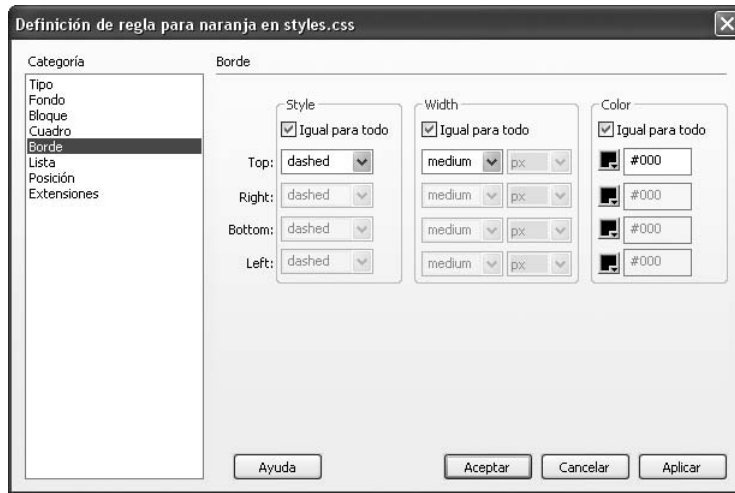 Definición de regla para naranja en styles.css
Categoría
Tipo
Fondo
Bloque
Cuadro
Borde
Lista
Posición
Extensiones
Borde
Style Width Color
Igual para todo Igual para todo Igual para todo
Top: dashed medium px #000
Right: dashed medium px #000
Bottom: dashed medium px #000
Left: dashed medium px #000
Ayuda Aceptar Cancelar Aplicar